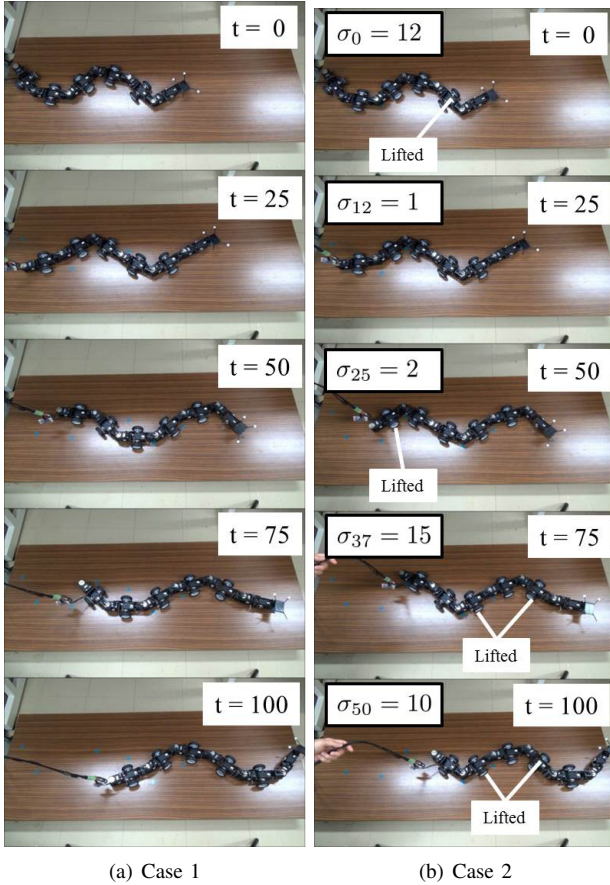 t = 0
t = 25
t = 50
t = 75
t = 100
(a) Case 1
σ₀ = 12
t = 0
Lifted
σ₁₂ = 1
t = 25
σ₂₅ = 2
t = 50
Lifted
σ₃₇ = 15
t = 75
Lifted
σ₅₀ = 10
t = 100
Lifted
(b) Case 2